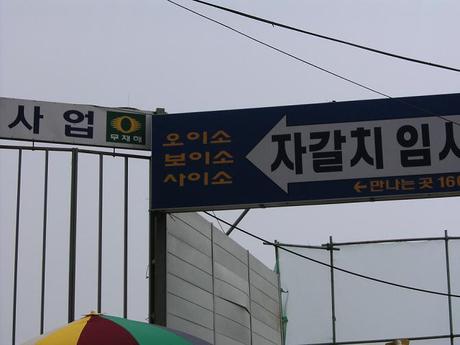 사 업
무재해
오이소
보이소
사이소
자갈치 임시
←만나는 곳 160